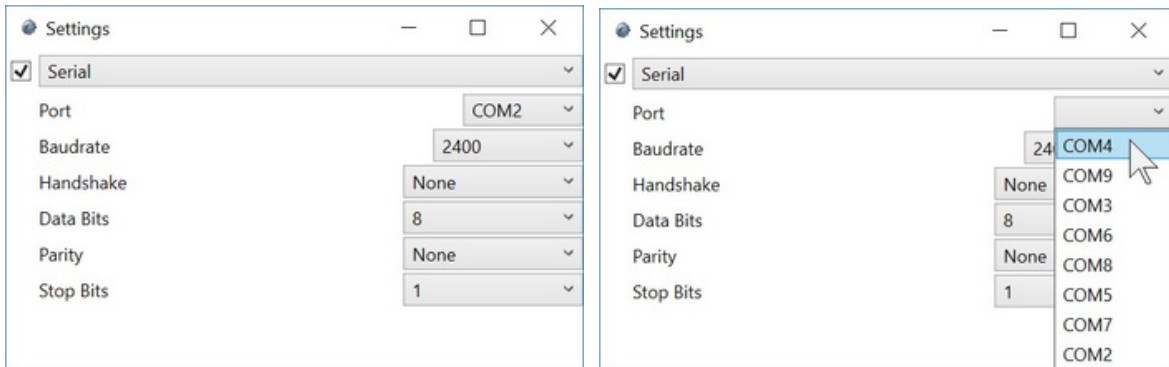 Settings
Serial
Port COM2
Baudrate 2400
Handshake None
Data Bits 8
Parity None
Stop Bits 1
Settings
Serial
Port
Baudrate 24
COM4
Handshake None
COM9
Data Bits 8
COM3
COM6
Parity None
COM8
Stop Bits 1
COM5
COM7
COM2